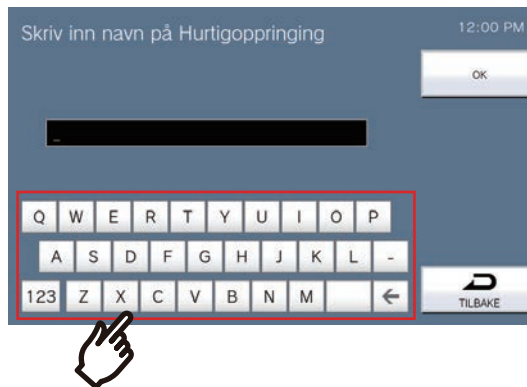 Skriv inn navn på Hurtigoppringing
12:00 PM
OK
_
Q W E R T Y U I O P
A S D F G H J K L -
123 Z X C V B N M ←
TILBAKE